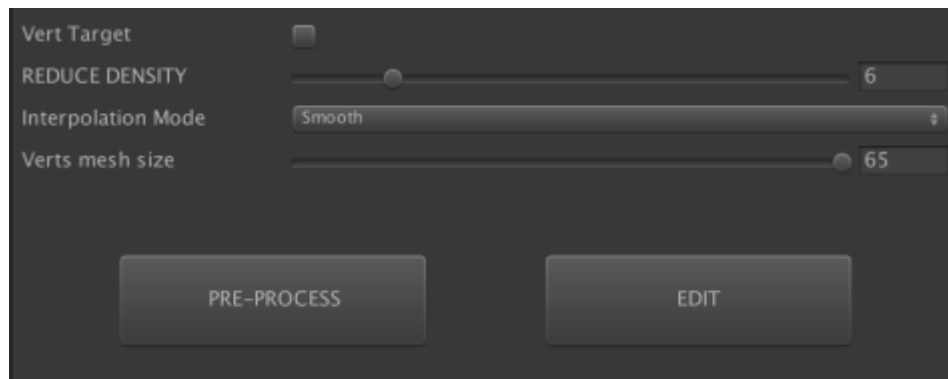 Vert Target
REDUCE DENSITY 6
Interpolation Mode Smooth
Verts mesh size 65
PRE-PROCESS EDIT